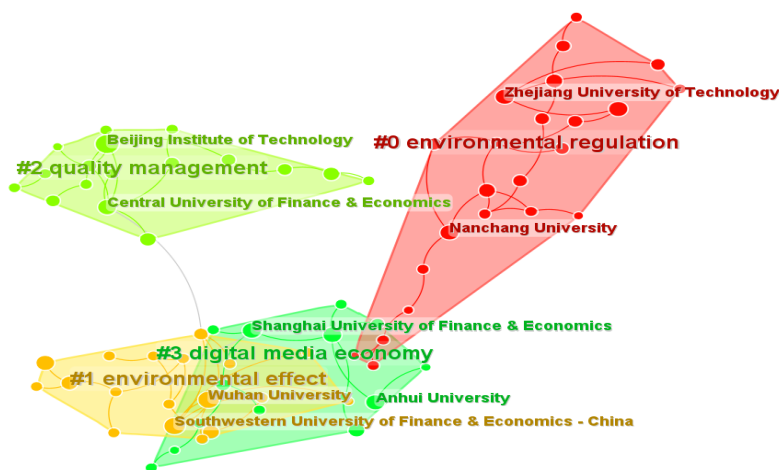 Zhejiang University of Technology
Beijing Institute of Technology
#0 environmental regulation
#2 quality management
Central University of Finance & Economics
Nanchang University
Shanghai University of Finance & Economics
#3 digital media economy
#1 environmental effect
Wuhan University
Anhui University
Southwestern University of Finance & Economics - China